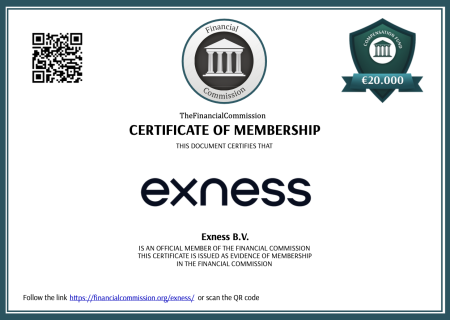 Financial
Commission
COMPENSATION FUND
€20.000
TheFinancialCommission
CERTIFICATE OF MEMBERSHIP
THIS DOCUMENT CERTIFIES THAT
exness
Exness B.V.
IS AN OFFICIAL MEMBER OF THE FINANCIAL COMMISSION
THIS CERTIFICATE IS ISSUED AS EVIDENCE OF MEMBERSHIP
IN THE FINANCIAL COMMISSION
Follow the link https://financialcommission.org/exness/ or scan the QR code